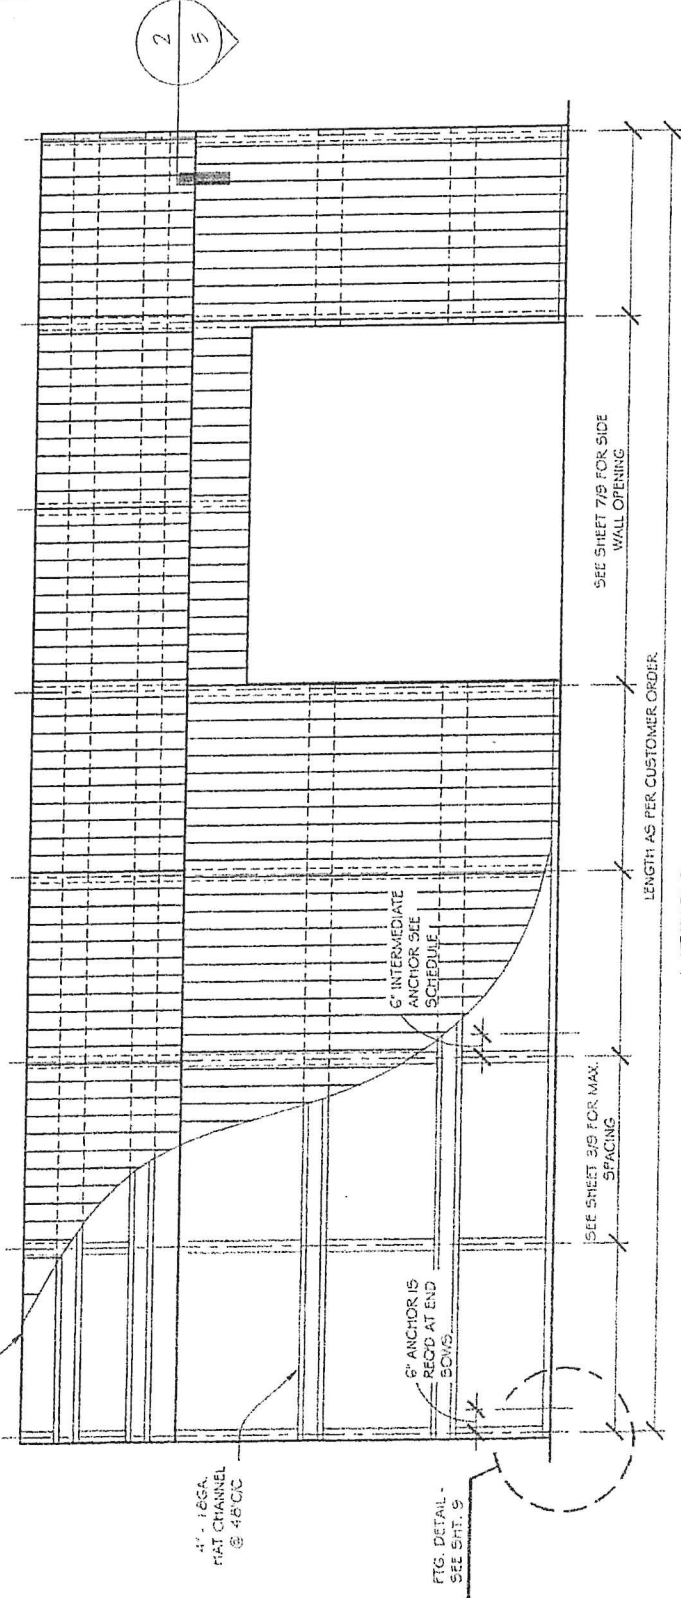 2
5
4" - 18GA.
HAT CHANNEL
@ 48"C/C
6" INTERMEDIATE
ANCHOR SEE
SCHEDULE
6" ANCHOR IS
REQ'D AT END
BOWS
FTG. DETAIL -
SEE SHT. 9
SEE SHEET 3/9 FOR MAX.
SPACING
SEE SHEET 7/9 FOR SIDE
WALL OPENING
LENGTH AS PER CUSTOMER ORDER